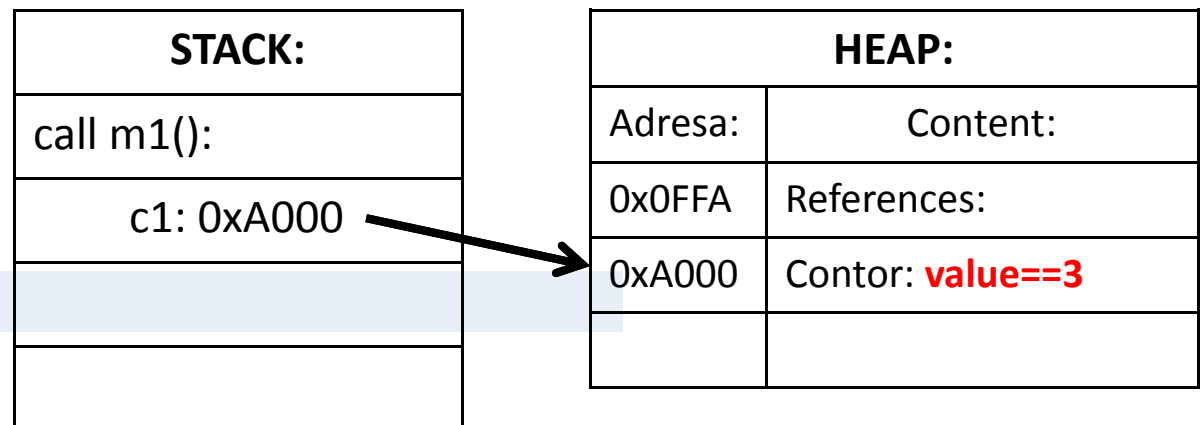 STACK:
call m1():
c1: 0xA000
HEAP:
Adresa: Content:
0x0FFA References:
0xA000 Contor: value==3